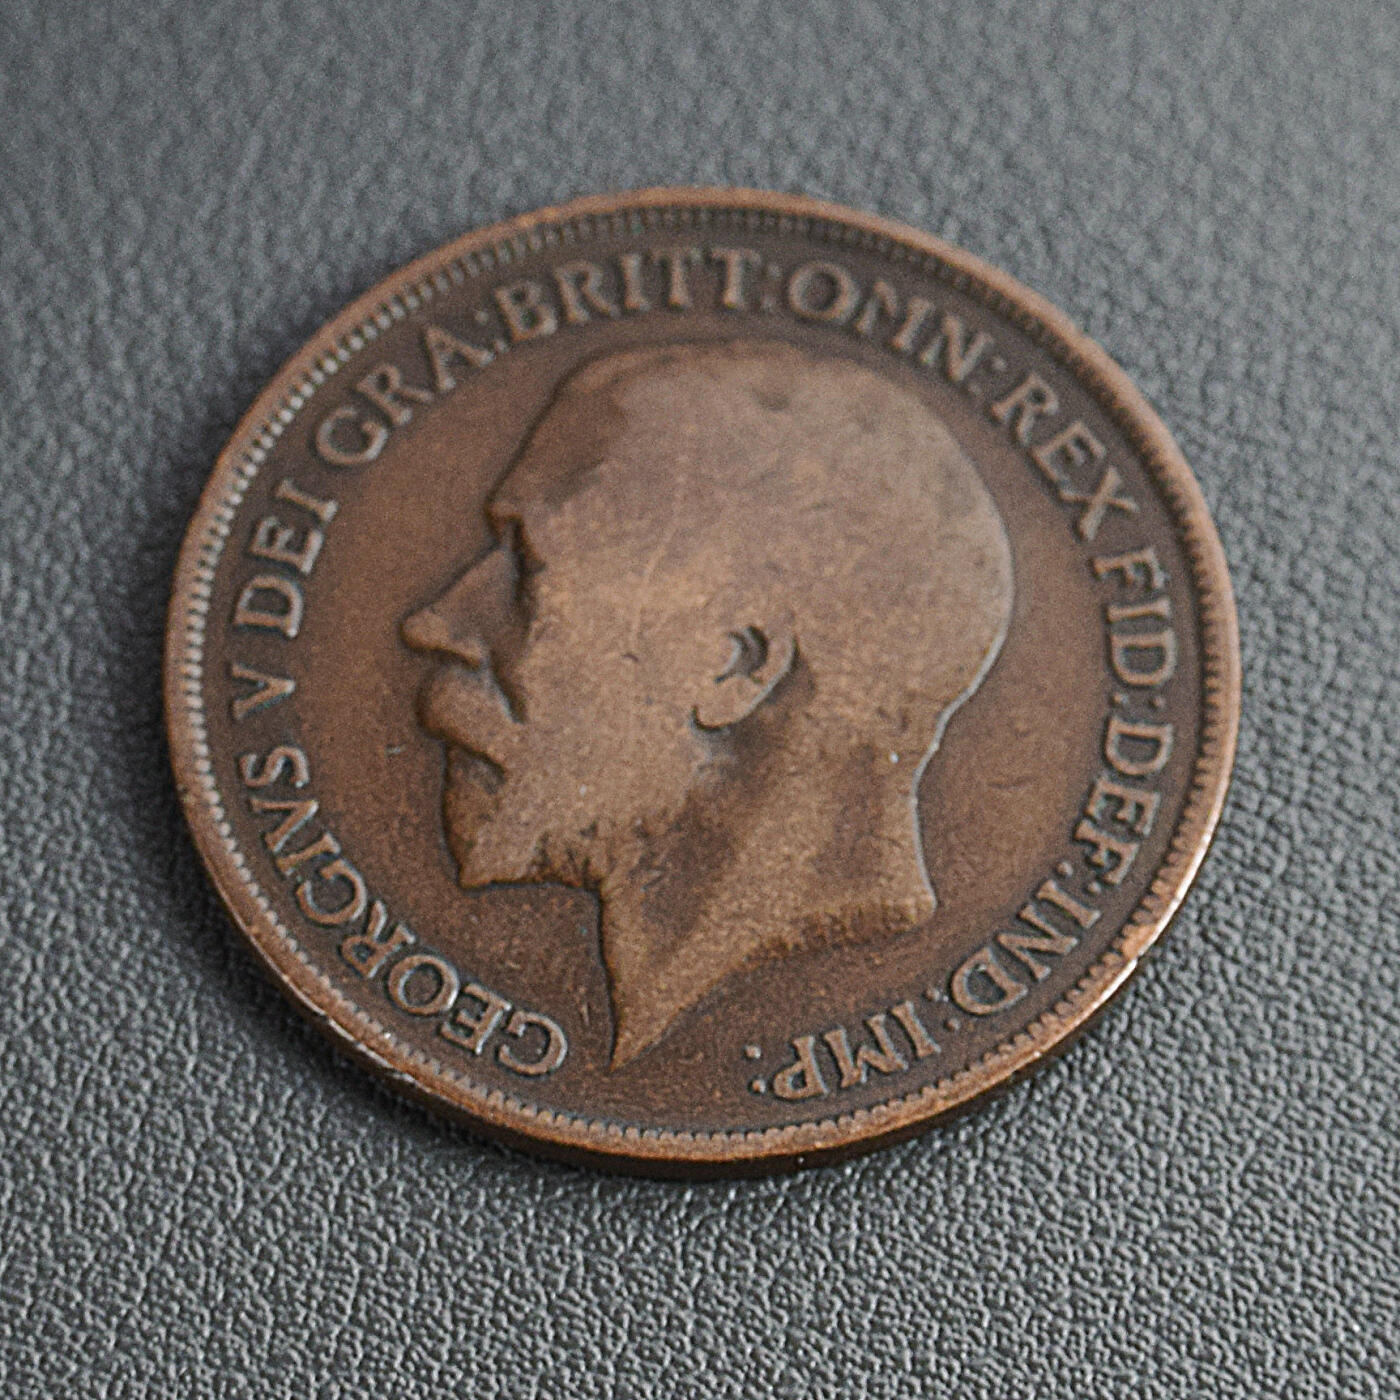 GEORGIVS V DEI GRA:BRITT:OMN:REX FID:DEF:IND:IMP: